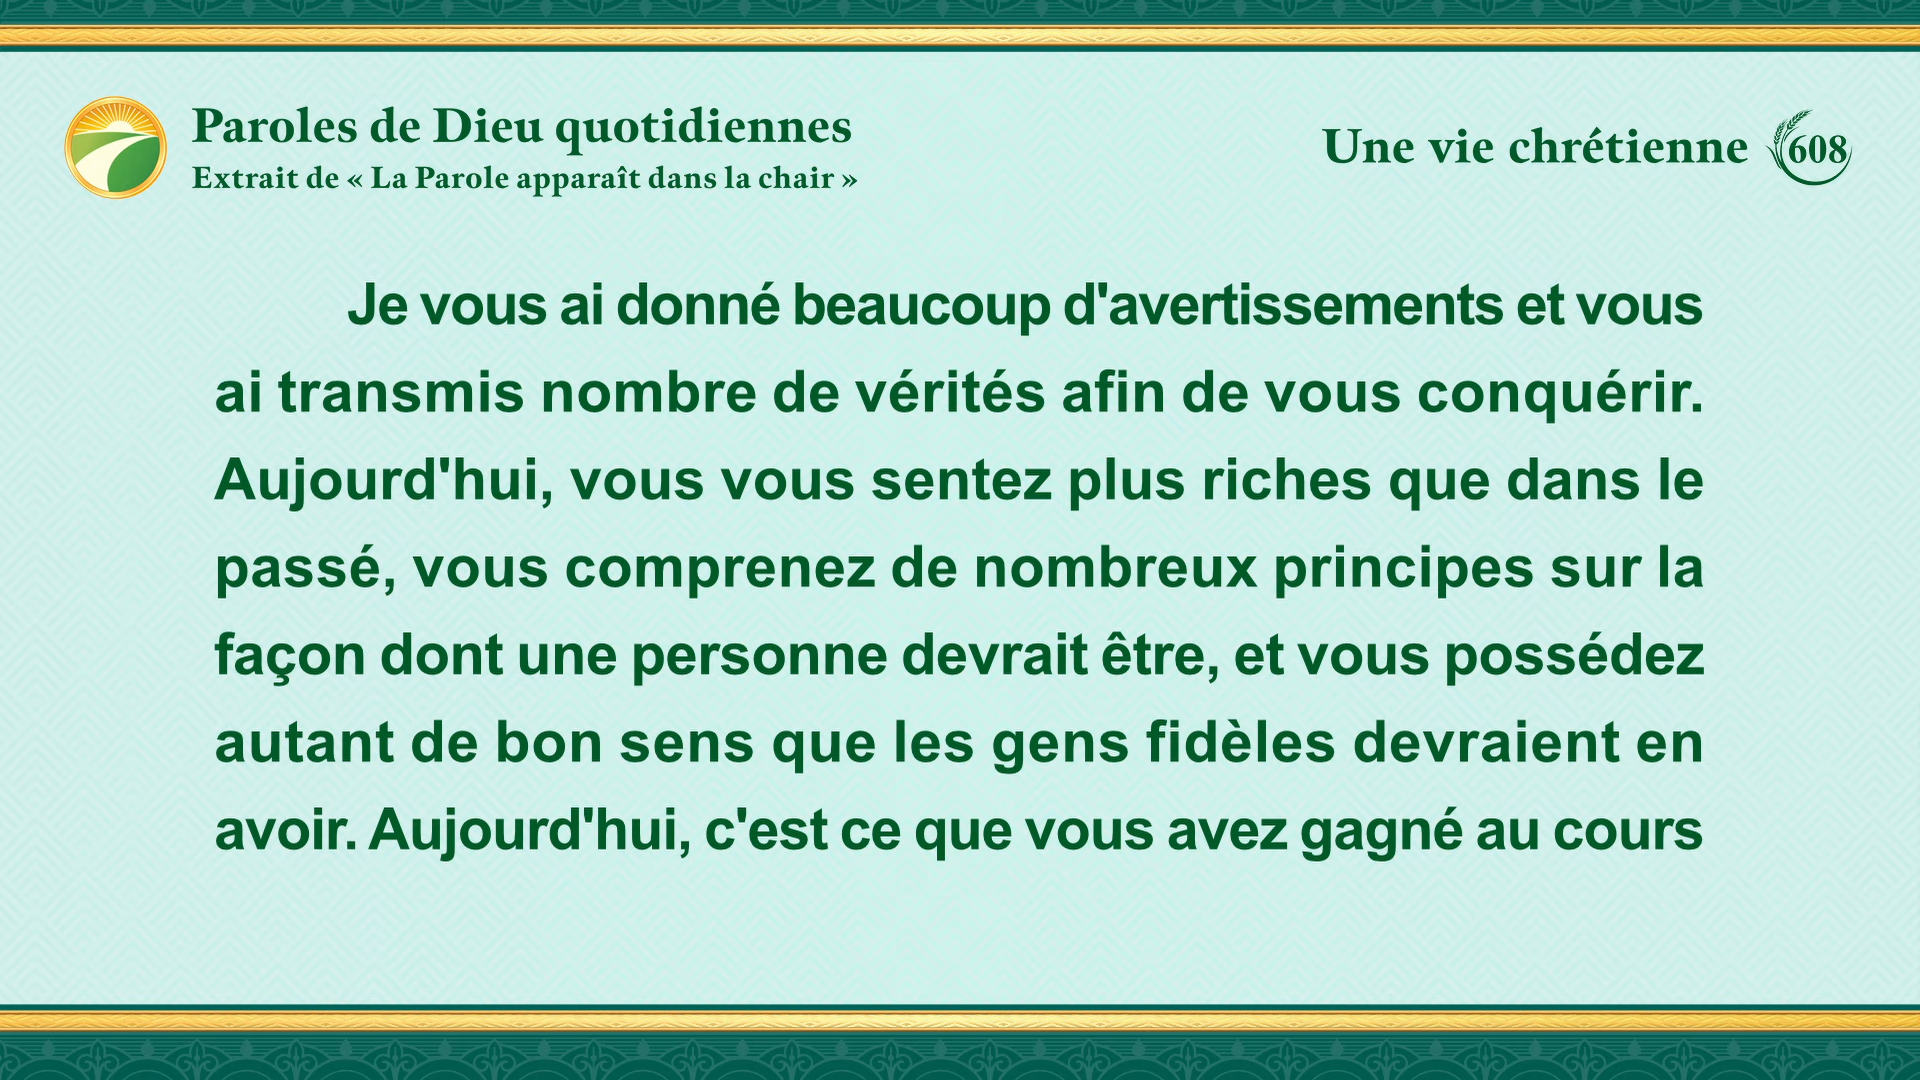 Paroles de Dieu quotidiennes
Extrait de « La Parole apparaît dans la chair »
Une vie chrétienne 608
Je vous ai donné beaucoup d'avertissements et vous
ai transmis nombre de vérités afin de vous conquérir.
Aujourd'hui, vous vous sentez plus riches que dans le
passé, vous comprenez de nombreux principes sur la
façon dont une personne devrait être, et vous possédez
autant de bon sens que les gens fidèles devraient en
avoir. Aujourd'hui, c'est ce que vous avez gagné au cours